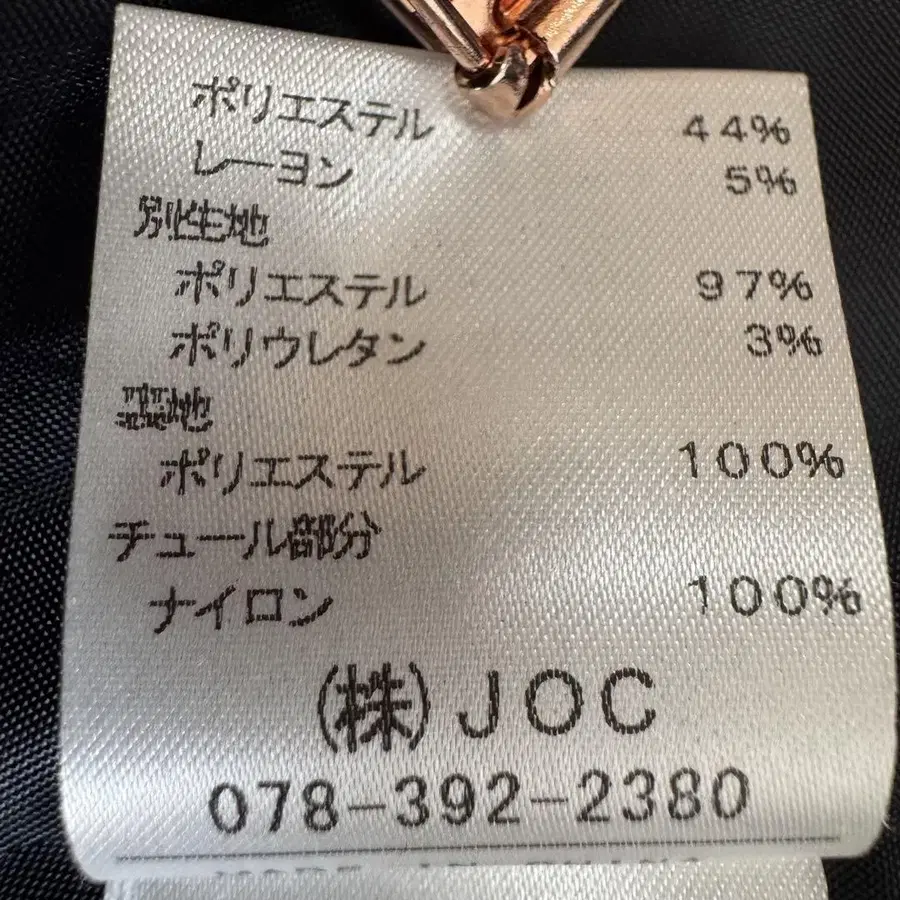 ポリエステル 44%
レーヨン 5%
別生地
ポリエステル 97%
ポリウレタン 3%
裏地
ポリエステル 100%
チュール部分
ナイロン 100%
(株)JOC
078-392-2380